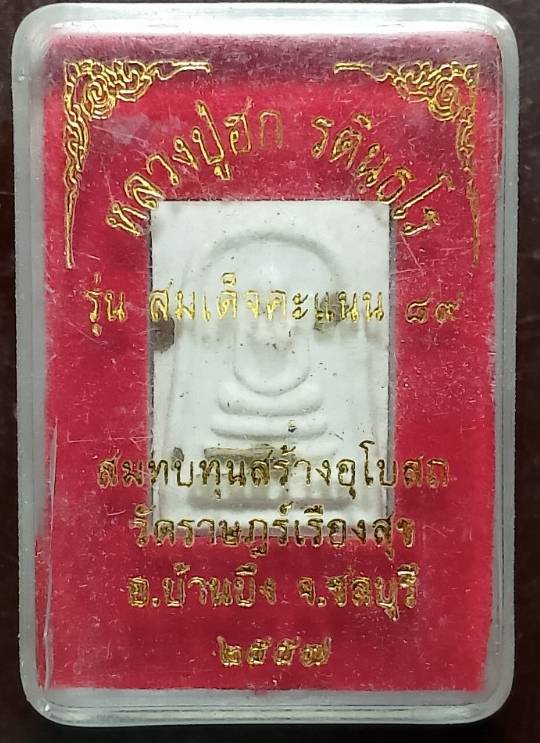 หลวงปู่ฮก รตินฺธโร
รุ่น สมเด็จคะแนน ๘๙
สมทบทุนสร้างอุโบสถ
วัดราษฎร์เรืองสุข
อ.บ้านบึง จ.ชลบุรี
๒๕๕๗